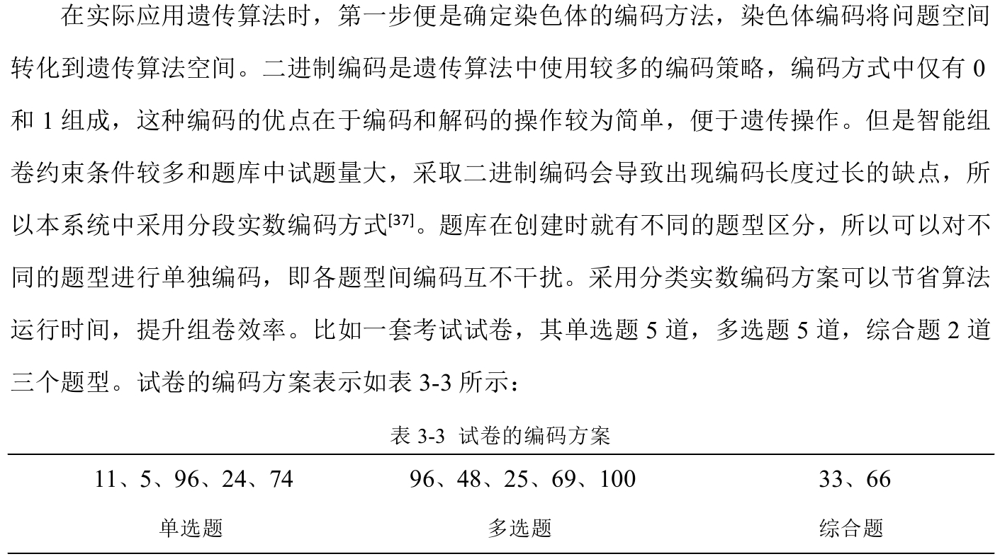 在实际应用遗传算法时，第一步便是确定染色体的编码方法，染色体编码将问题空间
转化到遗传算法空间。二进制编码是遗传算法中使用较多的编码策略，编码方式中仅有 0
和 1 组成，这种编码的优点在于编码和解码的操作较为简单，便于遗传操作。但是智能组
卷约束条件较多和题库中试题量大，采取二进制编码会导致出现编码长度过长的缺点，所
以本系统中采用分段实数编码方式[37]。题库在创建时就有不同的题型区分，所以可以对不
同的题型进行单独编码，即各题型间编码互不干扰。采用分类实数编码方案可以节省算法
运行时间，提升组卷效率。比如一套考试试卷，其单选题 5 道，多选题 5 道，综合题 2 道
三个题型。试卷的编码方案表示如表 3-3 所示：
表 3-3 试卷的编码方案
11、5、96、24、74 96、48、25、69、100 33、66
单选题 多选题 综合题